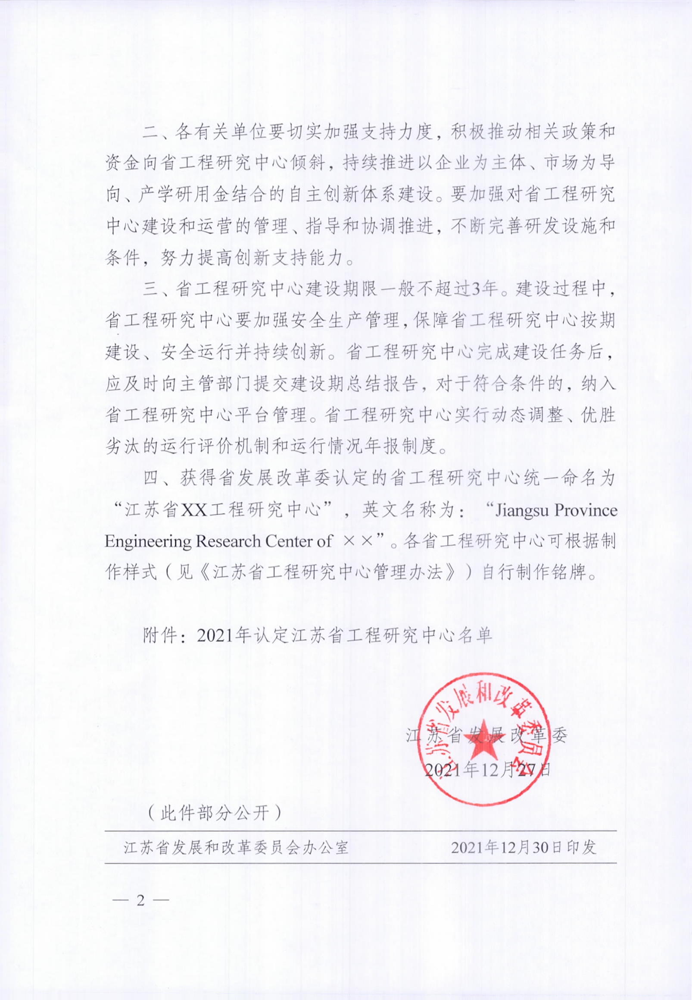 二、各有关单位要切实加强支持力度，积极推动相关政策和
资金向省工程研究中心倾斜，持续推进以企业为主体、市场为导
向、产学研用金结合的自主创新体系建设。要加强对省工程研究
中心建设和运营的管理、指导和协调推进，不断完善研发设施和
条件，努力提高创新支持能力。
三、省工程研究中心建设期限一般不超过3年。建设过程中，
省工程研究中心要加强安全生产管理，保障省工程研究中心按期
建设、安全运行并持续创新。省工程研究中心完成建设任务后，
应及时向主管部门提交建设期总结报告，对于符合条件的，纳入
省工程研究中心平台管理。省工程研究中心实行动态调整、优胜
劣汰的运行评价机制和运行情况年报制度。
四、获得省发展改革委认定的省工程研究中心统一命名为
“江苏省XX工程研究中心”，英文名称为：“Jiangsu Province
Engineering Research Center of ××”。各省工程研究中心可根据制
作样式（见《江苏省工程研究中心管理办法》）自行制作铭牌。
附件：2021年认定江苏省工程研究中心名单
江苏省发展和改革委员会
江苏省发展改革委
2021年12月27日
（此件部分公开）
江苏省发展和改革委员会办公室 2021年12月30日印发
— 2 —